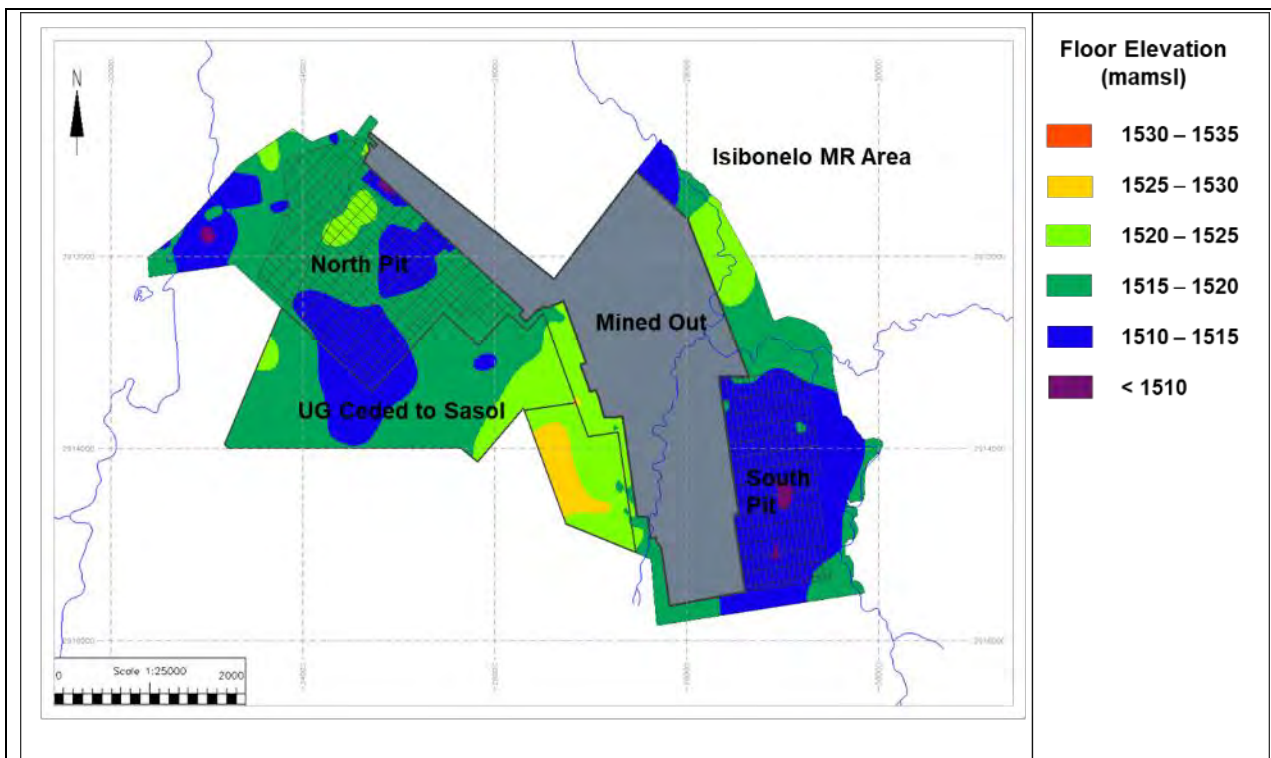 Floor Elevation
(mamsl)
1530 – 1535
1525 – 1530
1520 – 1525
1515 – 1520
1510 – 1515
< 1510
N
Isibonelo MR Area
North Pit
Mined Out
UG Ceded to Sasol
South
Pit
Scale 1:25000
0
2000